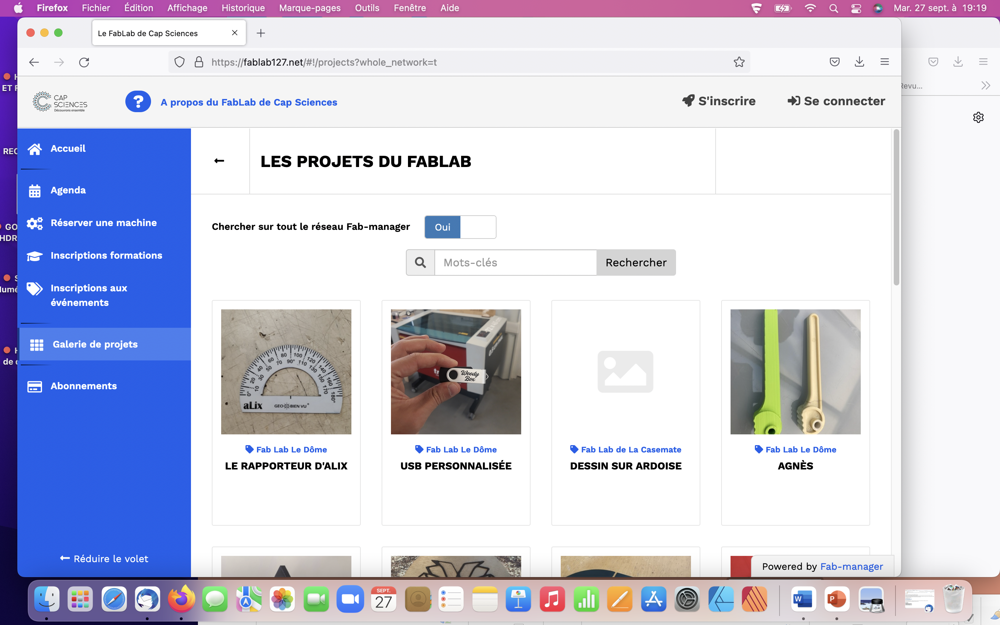 Firefox Fichier Édition Affichage Historique Marque-pages Outils Fenêtre Aide Mar. 27 sept. à 19:19
Le FabLab de Cap Sciences
https://fablab127.net/#!/projects?whole_network=t
CAP
SCIENCES
Découvrons ensemble
? A propos du FabLab de Cap Sciences
S'inscrire
Se connecter
Accueil
Agenda
Réserver une machine
Inscriptions formations
Inscriptions aux
événements
Galerie de projets
Abonnements
Réduire le volet
LES PROJETS DU FABLAB
Chercher sur tout le réseau Fab-manager Oui
Mots-clés Rechercher
aLix GEO BIEN VU
Woody
Box
Fab Lab Le Dôme
LE RAPPORTEUR D'ALIX
Fab Lab Le Dôme
USB PERSONNALISÉE
Fab Lab de La Casemate
DESSIN SUR ARDOISE
Fab Lab Le Dôme
AGNÈS
Powered by Fab-manager
SEPT.
27